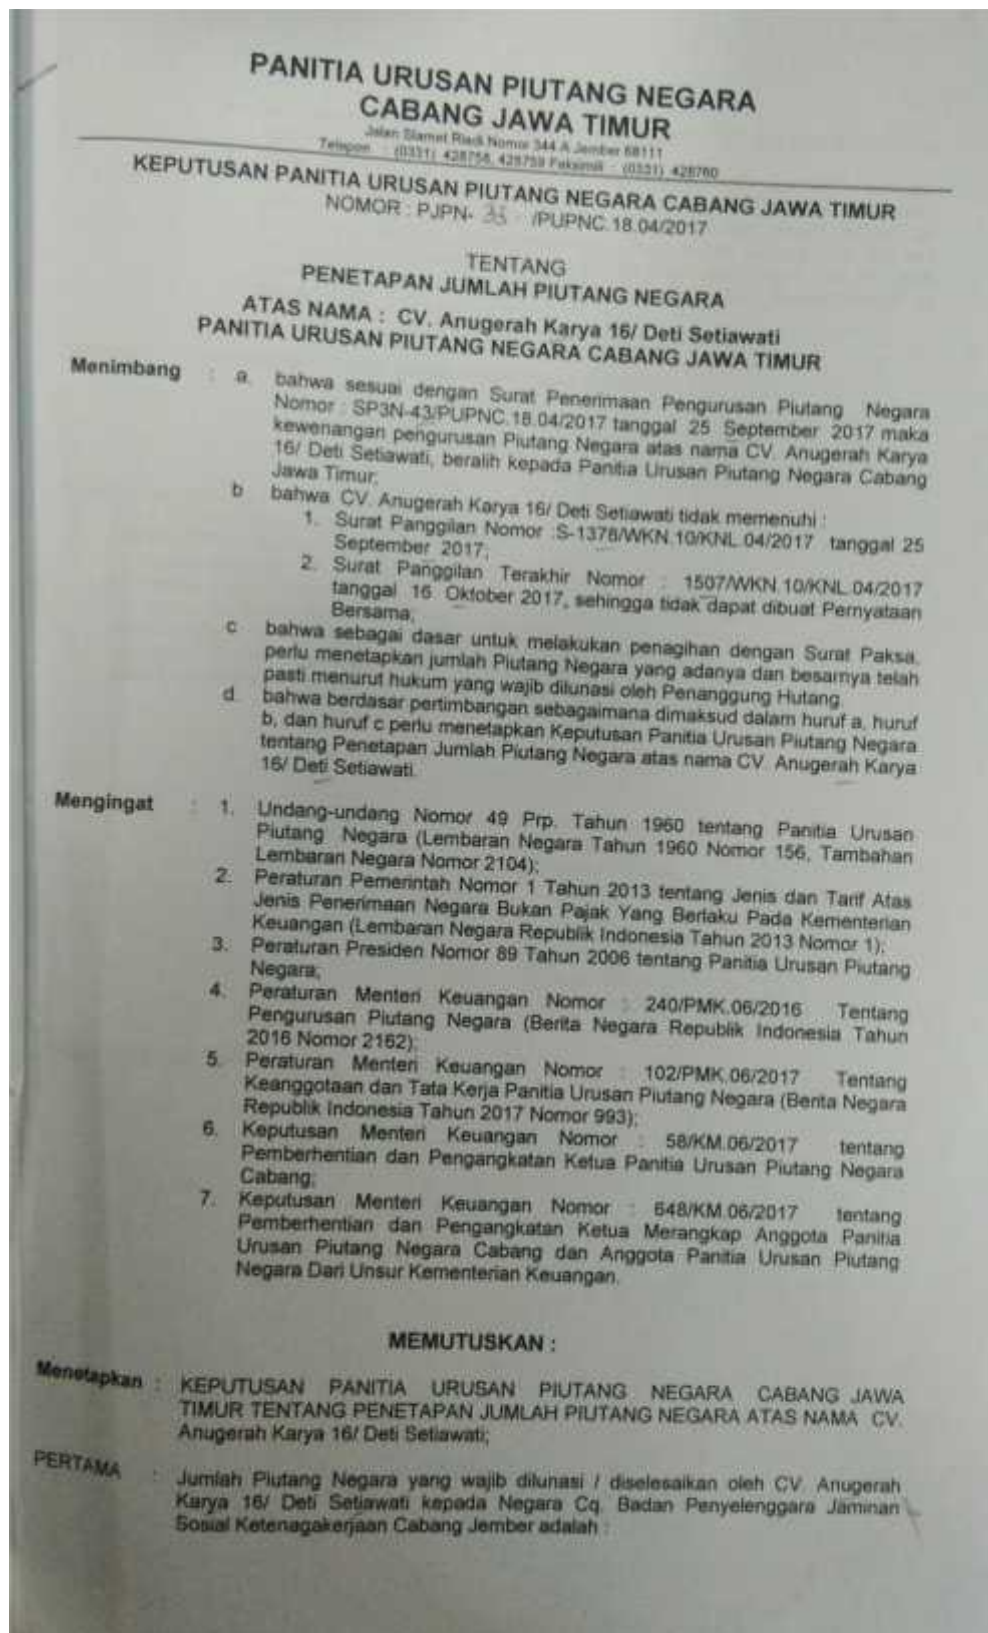 PANITIA URUSAN PIUTANG NEGARA
CABANG JAWA TIMUR
Jalan Slamet Riadi Nomor 344 A Jember 68111
Telepon : (0331) 428758, 428759 Faksimili : (0331) 428760
KEPUTUSAN PANITIA URUSAN PIUTANG NEGARA CABANG JAWA TIMUR
NOMOR : PJPN- /PUPNC.18.04/2017
TENTANG
PENETAPAN JUMLAH PIUTANG NEGARA
ATAS NAMA : CV. Anugerah Karya 16/ Deti Setiawati
PANITIA URUSAN PIUTANG NEGARA CABANG JAWA TIMUR
Menimbang : a. bahwa sesuai dengan Surat Penerimaan Pengurusan Piutang Negara
Nomor : SP3N-43/PUPNC.18.04/2017 tanggal 25 September 2017 maka
kewenangan pengurusan Piutang Negara atas nama CV. Anugerah Karya
16/ Deti Setiawati, beralih kepada Panitia Urusan Piutang Negara Cabang
Jawa Timur;
b bahwa CV. Anugerah Karya 16/ Deti Setiawati tidak memenuhi :
1. Surat Panggilan Nomor :S-1378/WKN.10/KNL.04/2017 tanggal 25
September 2017;
2. Surat Panggilan Terakhir Nomor : 1507/WKN.10/KNL.04/2017
tanggal 16 Oktober 2017, sehingga tidak dapat dibuat Pernyataan
Bersama;
c bahwa sebagai dasar untuk melakukan penagihan dengan Surat Paksa,
perlu menetapkan jumlah Piutang Negara yang adanya dan besarnya telah
pasti menurut hukum yang wajib dilunasi oleh Penanggung Hutang.
d. bahwa berdasar pertimbangan sebagaimana dimaksud dalam huruf a, huruf
b, dan huruf c perlu menetapkan Keputusan Panitia Urusan Piutang Negara
tentang Penetapan Jumlah Piutang Negara atas nama CV. Anugerah Karya
16/ Deti Setiawati.
Mengingat : 1. Undang-undang Nomor 49 Prp. Tahun 1960 tentang Panitia Urusan
Piutang Negara (Lembaran Negara Tahun 1960 Nomor 156, Tambahan
Lembaran Negara Nomor 2104);
2. Peraturan Pemerintah Nomor 1 Tahun 2013 tentang Jenis dan Tarif Atas
Jenis Penerimaan Negara Bukan Pajak Yang Berlaku Pada Kementerian
Keuangan (Lembaran Negara Republik Indonesia Tahun 2013 Nomor 1);
3. Peraturan Presiden Nomor 89 Tahun 2006 tentang Panitia Urusan Piutang
Negara;
4. Peraturan Menteri Keuangan Nomor : 240/PMK.06/2016 Tentang
Pengurusan Piutang Negara (Berita Negara Republik Indonesia Tahun
2016 Nomor 2162);
5. Peraturan Menteri Keuangan Nomor : 102/PMK.06/2017 Tentang
Keanggotaan dan Tata Kerja Panitia Urusan Piutang Negara (Berita Negara
Republik Indonesia Tahun 2017 Nomor 993);
6. Keputusan Menteri Keuangan Nomor : 58/KM.06/2017 tentang
Pemberhentian dan Pengangkatan Ketua Panitia Urusan Piutang Negara
Cabang;
7. Keputusan Menteri Keuangan Nomor : 648/KM.06/2017 tentang
Pemberhentian dan Pengangkatan Ketua Merangkap Anggota Panitia
Urusan Piutang Negara Cabang dan Anggota Panitia Urusan Piutang
Negara Dari Unsur Kementerian Keuangan.
MEMUTUSKAN :
Menetapkan : KEPUTUSAN PANITIA URUSAN PIUTANG NEGARA CABANG JAWA
TIMUR TENTANG PENETAPAN JUMLAH PIUTANG NEGARA ATAS NAMA CV.
Anugerah Karya 16/ Deti Setiawati;
PERTAMA : Jumlah Piutang Negara yang wajib dilunasi / diselesaikan oleh CV. Anugerah
Karya 16/ Deti Setiawati kepada Negara Cq. Badan Penyelenggara Jaminan
Sosial Ketenagakerjaan Cabang Jember adalah :